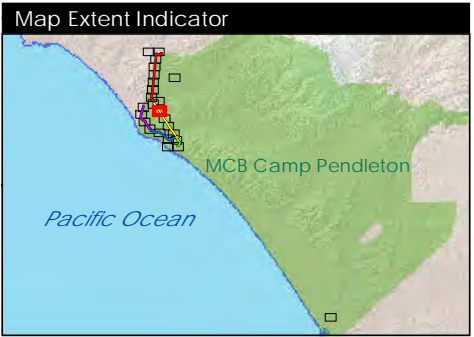 Map Extent Indicator
MCB Camp Pendleton
Pacific Ocean